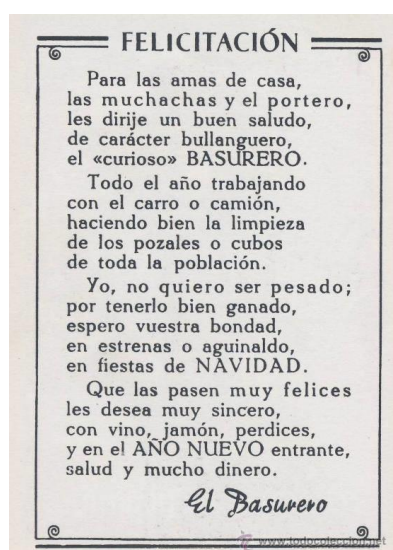 FELICITACIÓN
Para las amas de casa,
las muchachas y el portero,
les dirije un buen saludo,
de carácter bullanguero,
el «curioso» BASURERO.
Todo el año trabajando
con el carro o camión,
haciendo bien la limpieza
de los pozales o cubos
de toda la población.
Yo, no quiero ser pesado;
por tenerlo bien ganado,
espero vuestra bondad,
en estrenas o aguinaldo,
en fiestas de NAVIDAD.
Que las pasen muy felices
les desea muy sincero,
con vino, jamón, perdices,
y en el AÑO NUEVO entrante,
salud y mucho dinero.
El Basurero
www.todocoleccion.net